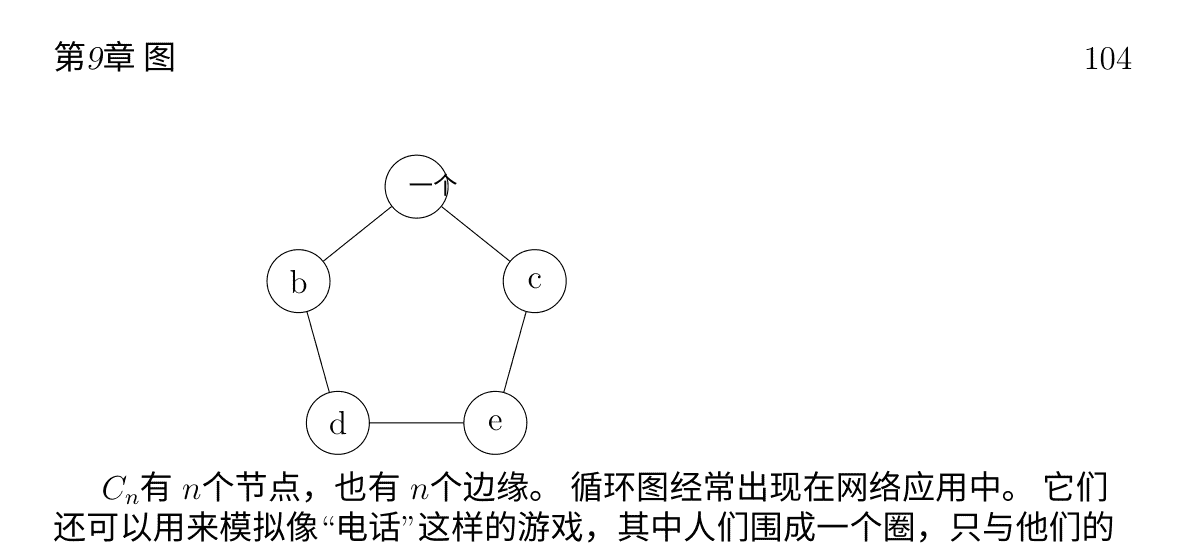 第9章 图 104
一个
b c
d e
Cn有 n个节点，也有 n个边缘。 循环图经常出现在网络应用中。 它们
还可以用来模拟像“电话”这样的游戏，其中人们围成一个圈，只与他们的